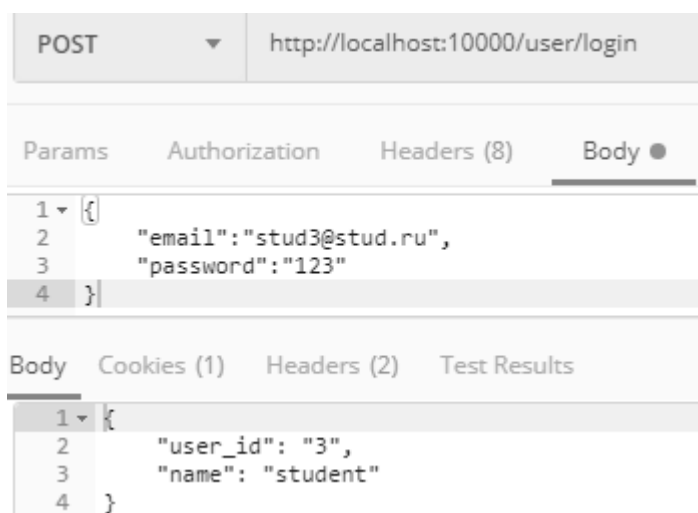 POST http://localhost:10000/user/login
Params Authorization Headers (8) Body
1 {
2 "email":"stud3@stud.ru",
3 "password":"123"
4 }
Body Cookies (1) Headers (2) Test Results
1 {
2 "user_id": "3",
3 "name": "student"
4 }